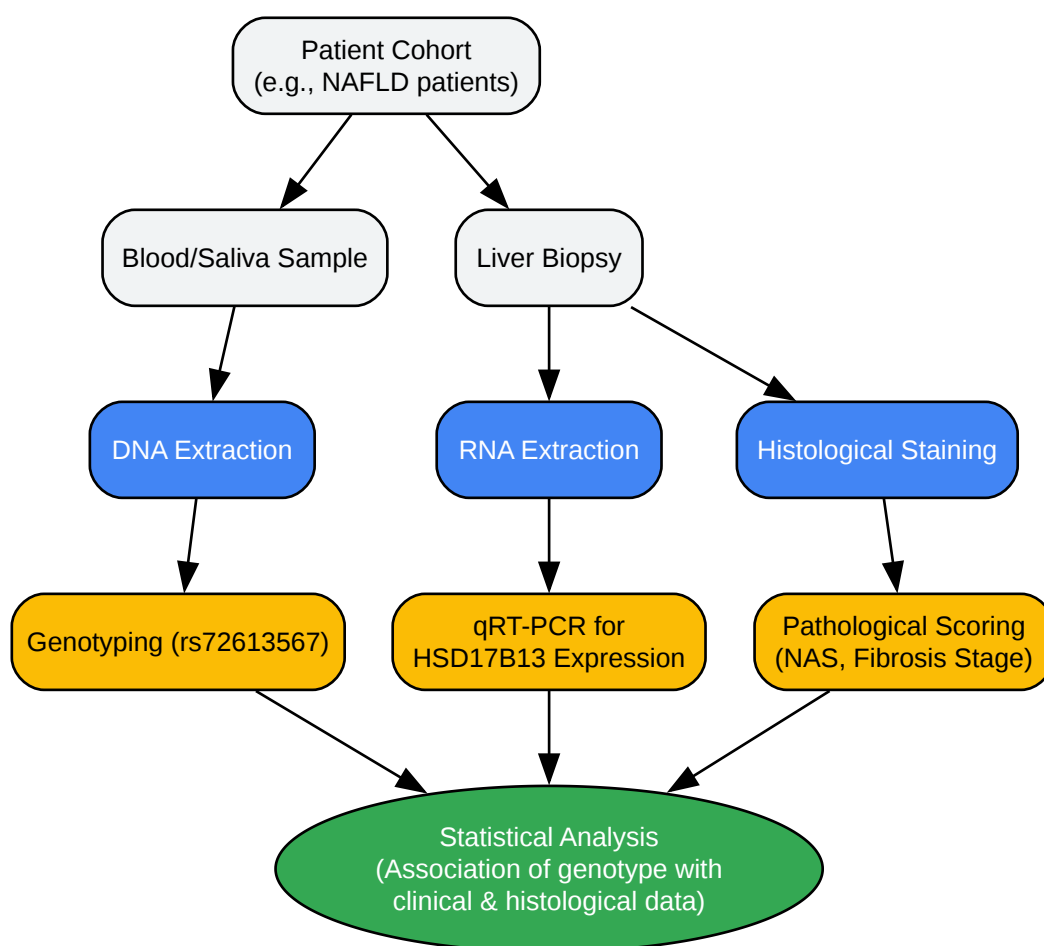 Patient Cohort
(e.g., NAFLD patients)
Blood/Saliva Sample
Liver Biopsy
DNA Extraction
RNA Extraction
Histological Staining
Genotyping (rs72613567)
qRT-PCR for
HSD17B13 Expression
Pathological Scoring
(NAS, Fibrosis Stage)
Statistical Analysis
(Association of genotype with
clinical & histological data)